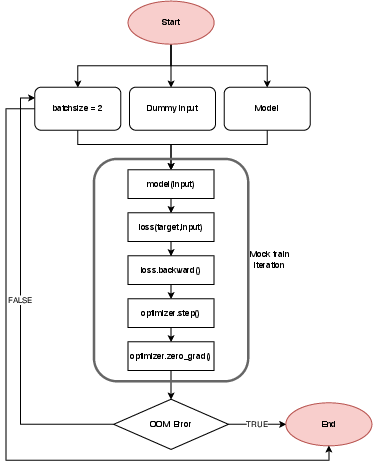 Start
batchsize = 2
Dummy Input
Model
model(input)
loss(target,input)
loss.backward()
optimizer.step()
optimizer.zero_grad()
Mock train
iteration
FALSE
OOM Error
TRUE
End